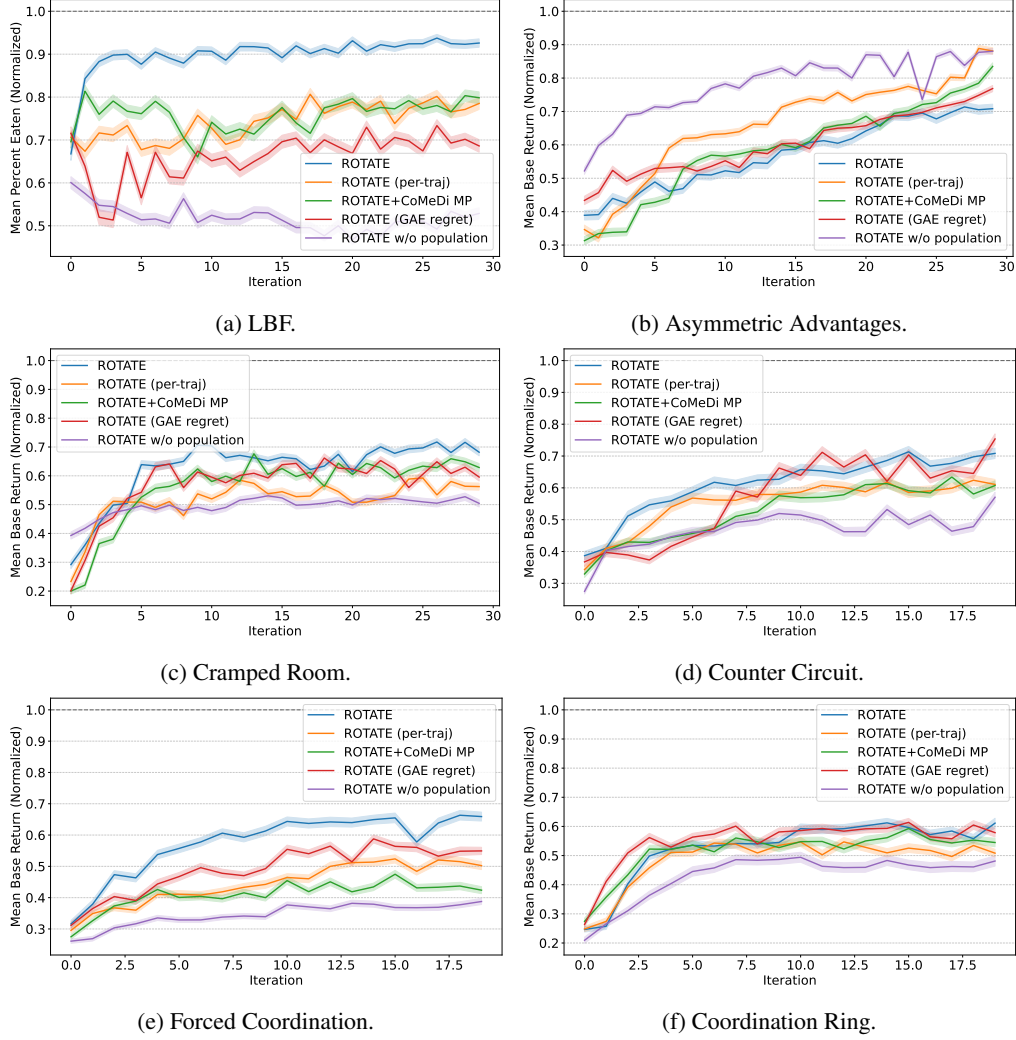 Mean Percent Eaten (Normalized)
1.0
0.9
0.8
0.7
0.6
0.5
ROTATE
ROTATE (per-traj)
ROTATE+CoMeDi MP
ROTATE (GAE regret)
ROTATE w/o population
0 5 10 15 20 25 30
Iteration
(a) LBF.
Mean Base Return (Normalized)
1.0
0.9
0.8
0.7
0.6
0.5
0.4
0.3
ROTATE
ROTATE (per-traj)
ROTATE+CoMeDi MP
ROTATE (GAE regret)
ROTATE w/o population
0 5 10 15 20 25 30
Iteration
(b) Asymmetric Advantages.
Mean Base Return (Normalized)
1.0
0.9
0.8
0.7
0.6
0.5
0.4
0.3
0.2
ROTATE
ROTATE (per-traj)
ROTATE+CoMeDi MP
ROTATE (GAE regret)
ROTATE w/o population
0 5 10 15 20 25 30
Iteration
(c) Cramped Room.
Mean Base Return (Normalized)
1.0
0.9
0.8
0.7
0.6
0.5
0.4
0.3
ROTATE
ROTATE (per-traj)
ROTATE+CoMeDi MP
ROTATE (GAE regret)
ROTATE w/o population
0.0 2.5 5.0 7.5 10.0 12.5 15.0 17.5
Iteration
(d) Counter Circuit.
Mean Base Return (Normalized)
1.0
0.9
0.8
0.7
0.6
0.5
0.4
0.3
ROTATE
ROTATE (per-traj)
ROTATE+CoMeDi MP
ROTATE (GAE regret)
ROTATE w/o population
0.0 2.5 5.0 7.5 10.0 12.5 15.0 17.5
Iteration
(e) Forced Coordination.
Mean Base Return (Normalized)
1.0
0.9
0.8
0.7
0.6
0.5
0.4
0.3
0.2
ROTATE
ROTATE (per-traj)
ROTATE+CoMeDi MP
ROTATE (GAE regret)
ROTATE w/o population
0.0 2.5 5.0 7.5 10.0 12.5 15.0 17.5
Iteration
(f) Coordination Ring.